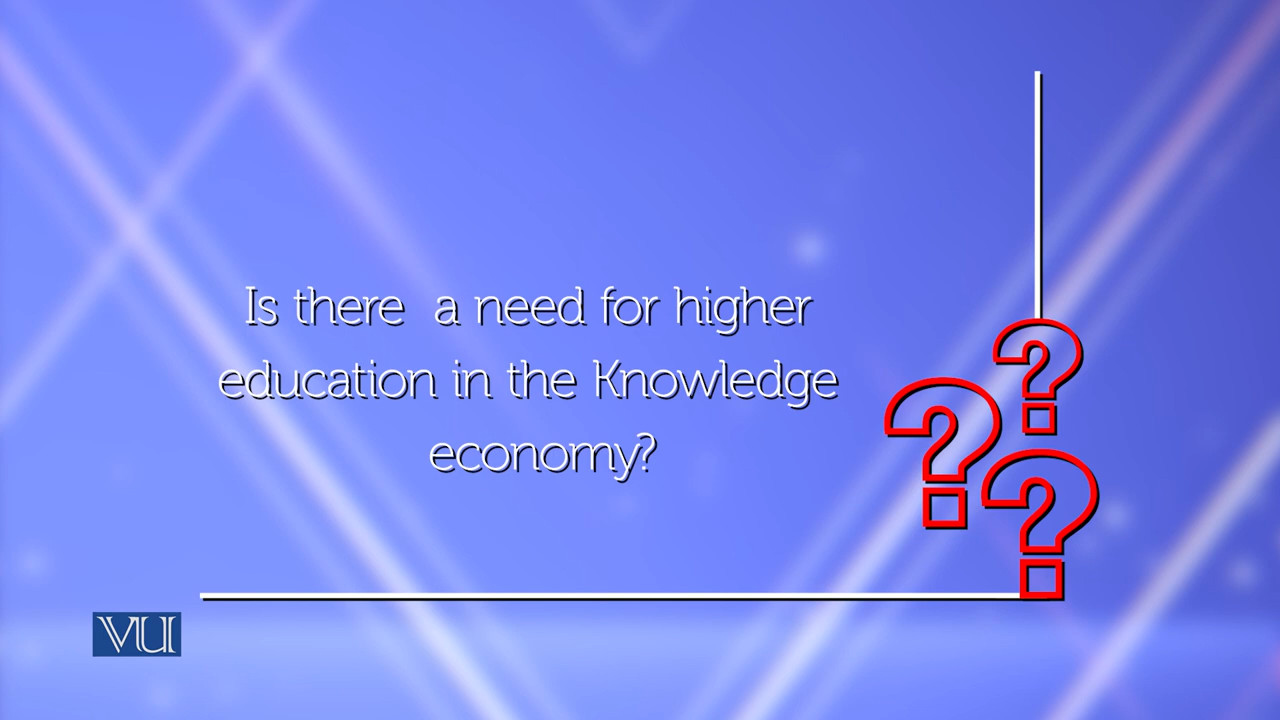 Is there  a need for higher
education in the Knowledge
economy?
???
VU